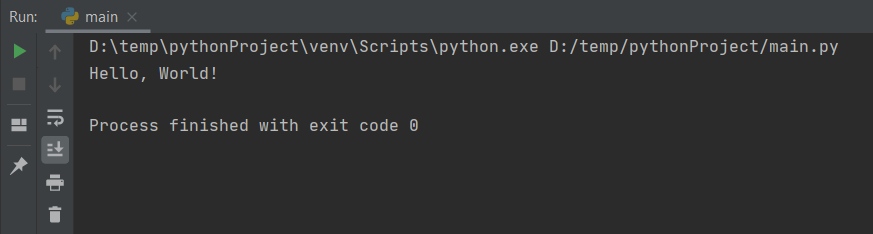 Run: main
D:\temp\pythonProject\venv\Scripts\python.exe D:/temp/pythonProject/main.py
Hello, World!
Process finished with exit code 0